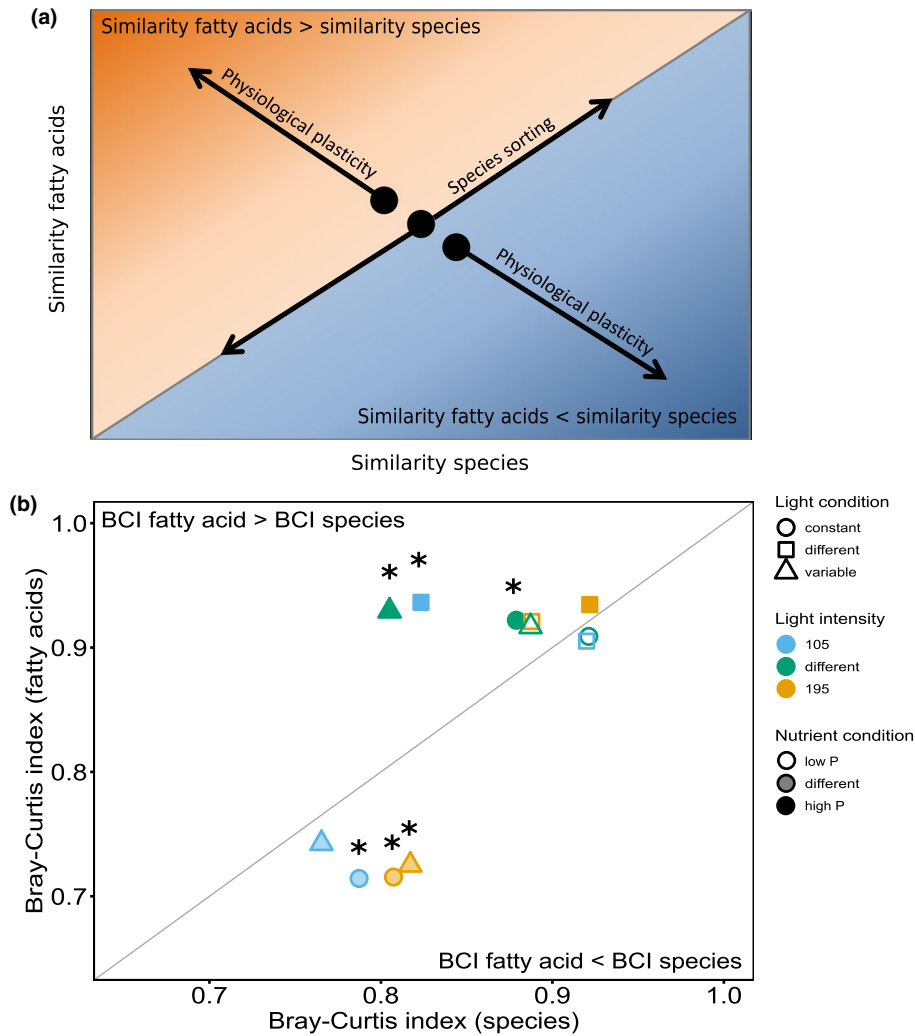 (a)
Similarity fatty acids > similarity species
Physiological plasticity
Species sorting
Physiological plasticity
Similarity fatty acids < similarity species
Similarity fatty acids
Similarity species
(b)
BCI fatty acid > BCI species
1.0
0.9
0.8
0.7
* * *
* * *
BCI fatty acid < BCI species
0.7 0.8 0.9 1.0
Bray-Curtis index (fatty acids)
Bray-Curtis index (species)
Light condition
constant
different
variable
Light intensity
105
different
195
Nutrient condition
low P
different
high P